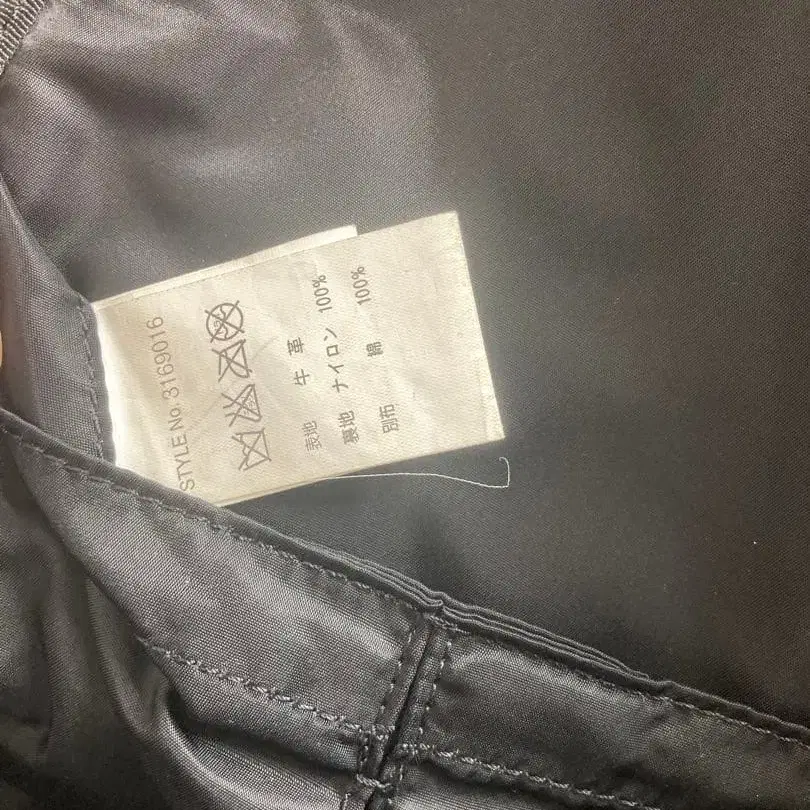 STYLE No. 3169016
表地 牛 革
裏地 ナイロン 100%
別布 綿 100%